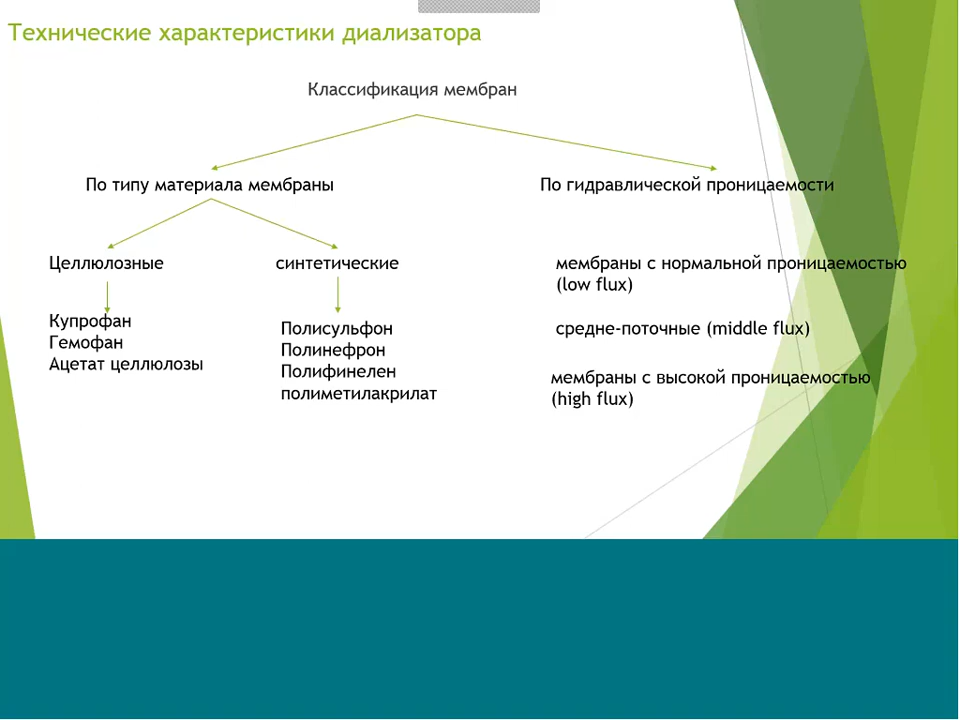 Технические характеристики диализатора
Классификация мембран
По типу материала мембраны
По гидравлической проницаемости
Целлюлозные
синтетические
мембраны с нормальной проницаемостью
(low flux)
Купрофан
Гемофан
Ацетат целлюлозы
Полисульфон
Полинефрон
Полифинелен
полиметилакрилат
средне-поточные (middle flux)
мембраны с высокой проницаемостью
(high flux)